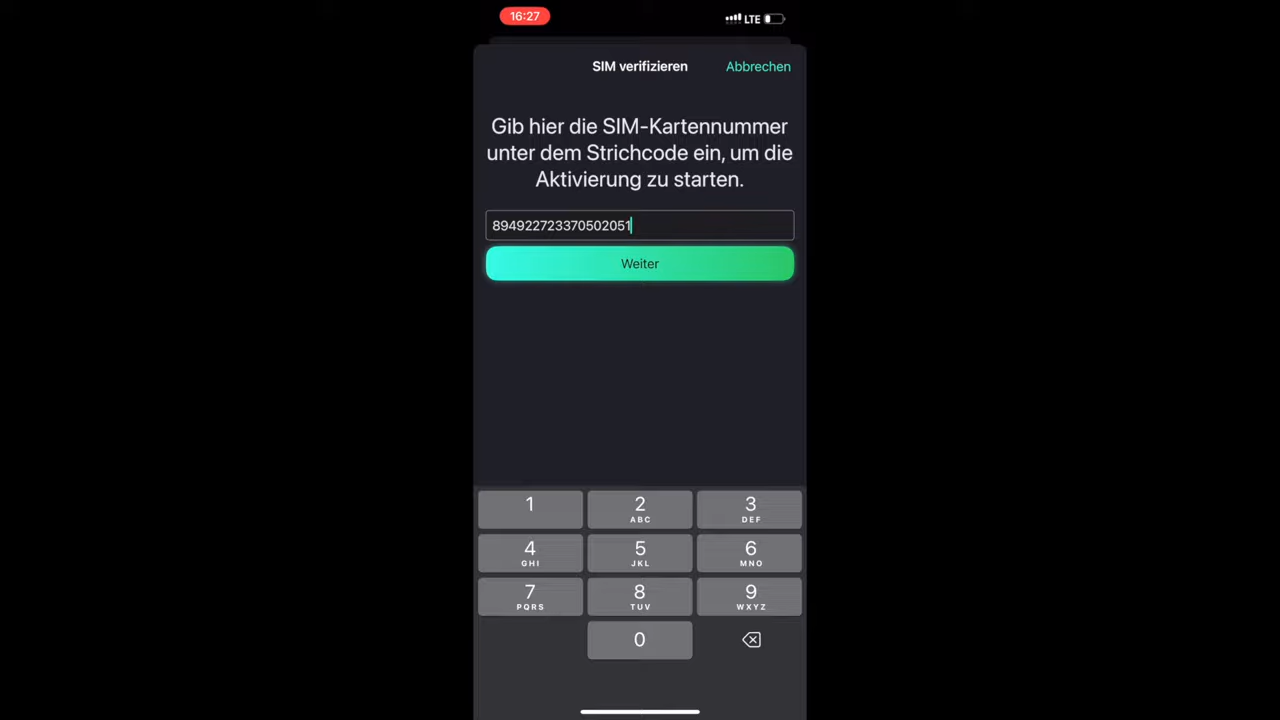 16:27
LTE
SIM verifizieren
Abbrechen
Gib hier die SIM-Kartennummer
unter dem Strichcode ein, um die
Aktivierung zu starten.
894922723370502051
Weiter
1
2
ABC
3
DEF
4
GHI
5
JKL
6
MNO
7
PQRS
8
TUV
9
WXYZ
0